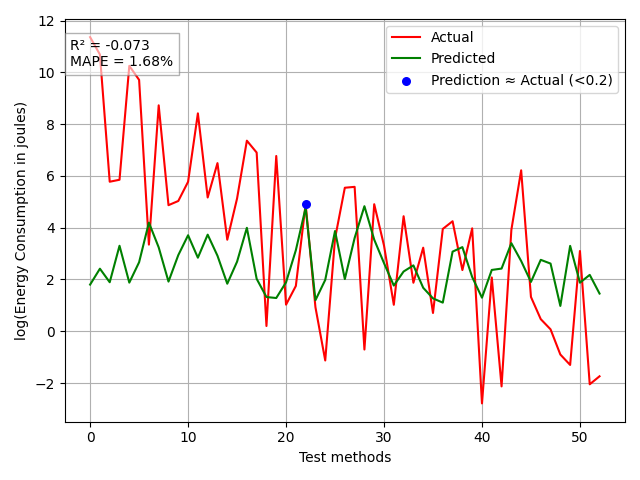 R² = -0.073
MAPE = 1.68%
Actual
Predicted
Prediction ≈ Actual (<0.2)
log(Energy Consumption in joules)
12
10
8
6
4
2
0
−2
0 10 20 30 40 50
Test methods